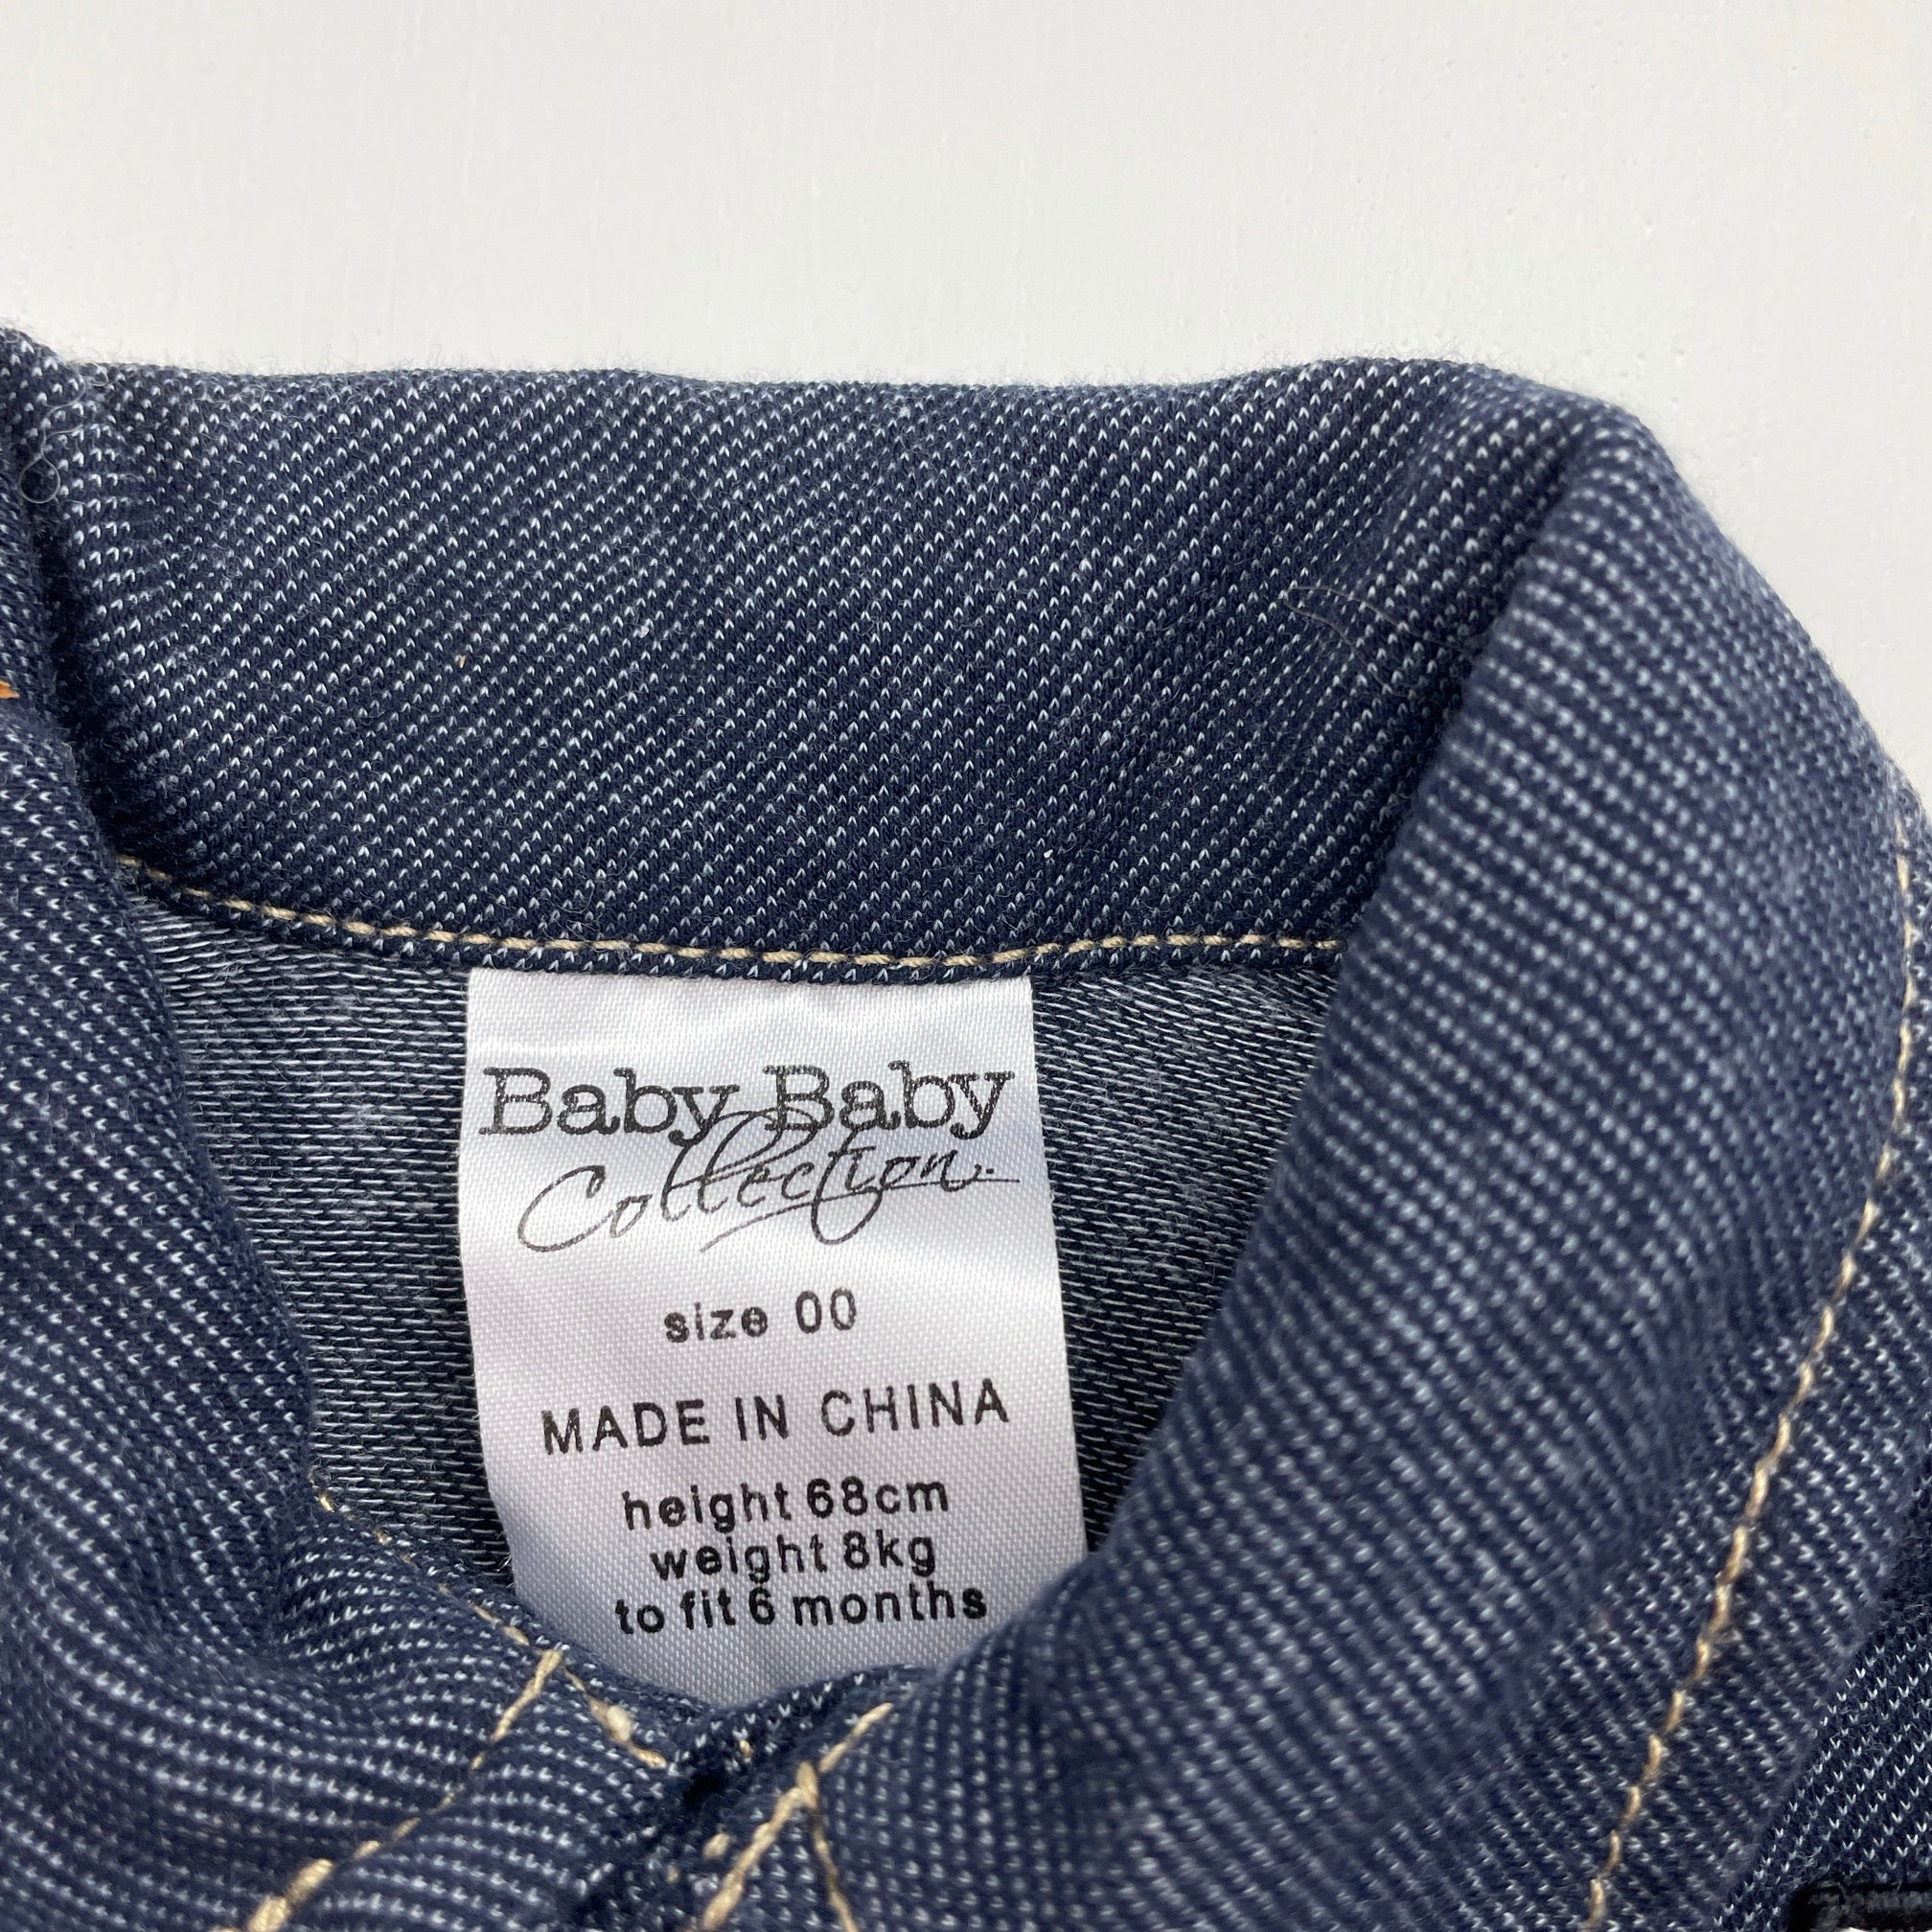 Baby Baby
Collection
size 00
MADE IN CHINA
height 68cm
weight 8kg
to fit 6 months